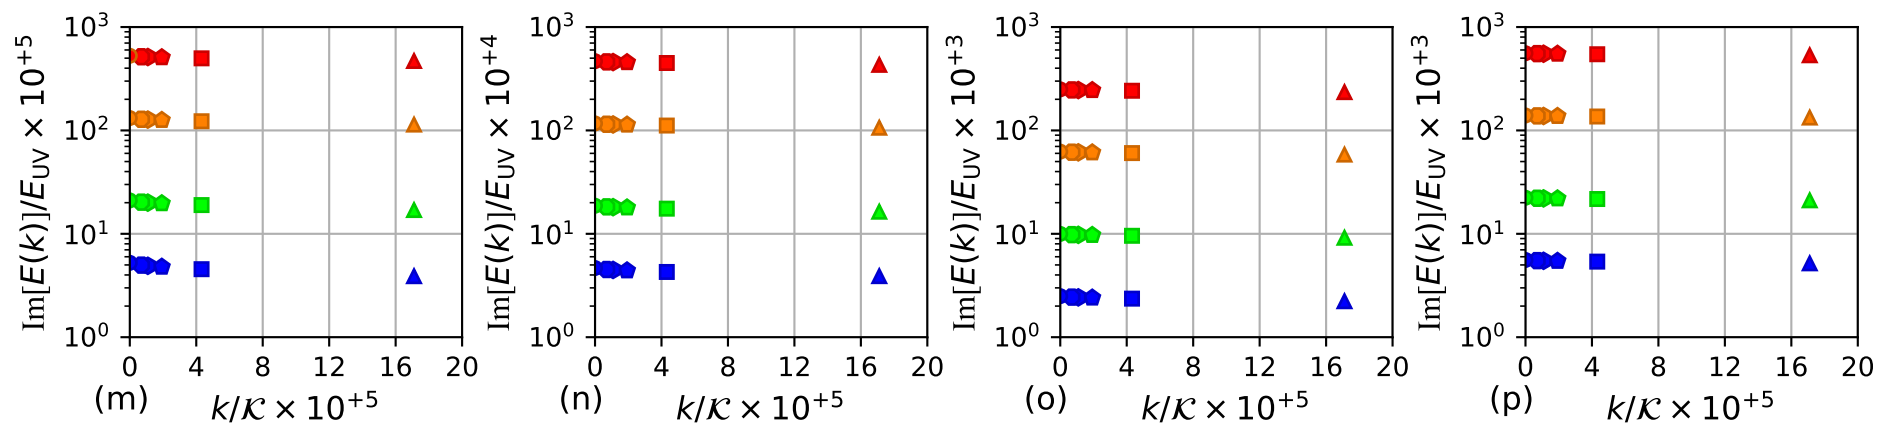 10³ 10² 10¹ 10⁰
Im[E(k)]/E_UV × 10⁺⁵
0 4 8 12 16 20
(m) k/𝒦 × 10⁺⁵
10³ 10² 10¹ 10⁰
Im[E(k)]/E_UV × 10⁺⁴
0 4 8 12 16 20
(n) k/𝒦 × 10⁺⁵
10³ 10² 10¹ 10⁰
Im[E(k)]/E_UV × 10⁺³
0 4 8 12 16 20
(o) k/𝒦 × 10⁺⁵
10³ 10² 10¹ 10⁰
Im[E(k)]/E_UV × 10⁺³
0 4 8 12 16 20
(p) k/𝒦 × 10⁺⁵